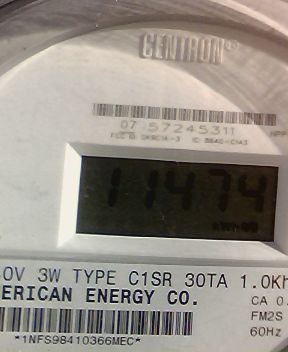 CENTRON®
07 57245311
11474
0V 3W TYPE C1SR 30TA 1.0Kh
ERICAN ENERGY CO.
CA 0.
FM2S
60Hz
*1NFS98410366MEC*